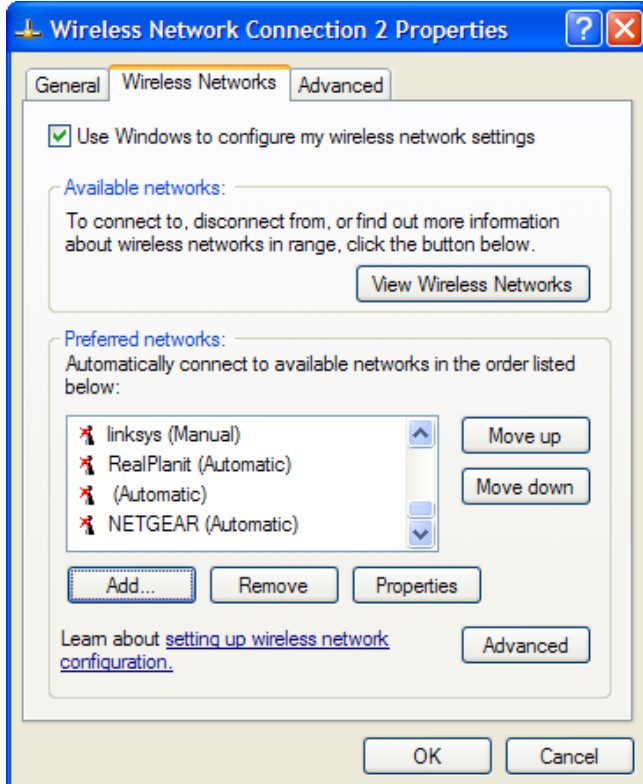 Wireless Network Connection 2 Properties
General
Wireless Networks
Advanced
Use Windows to configure my wireless network settings
Available networks:
To connect to, disconnect from, or find out more information
about wireless networks in range, click the button below.
View Wireless Networks
Preferred networks:
Automatically connect to available networks in the order listed
below:
linksys (Manual)
RealPlanit (Automatic)
(Automatic)
NETGEAR (Automatic)
Move up
Move down
Add...
Remove
Properties
Learn about setting up wireless network
configuration.
Advanced
OK
Cancel